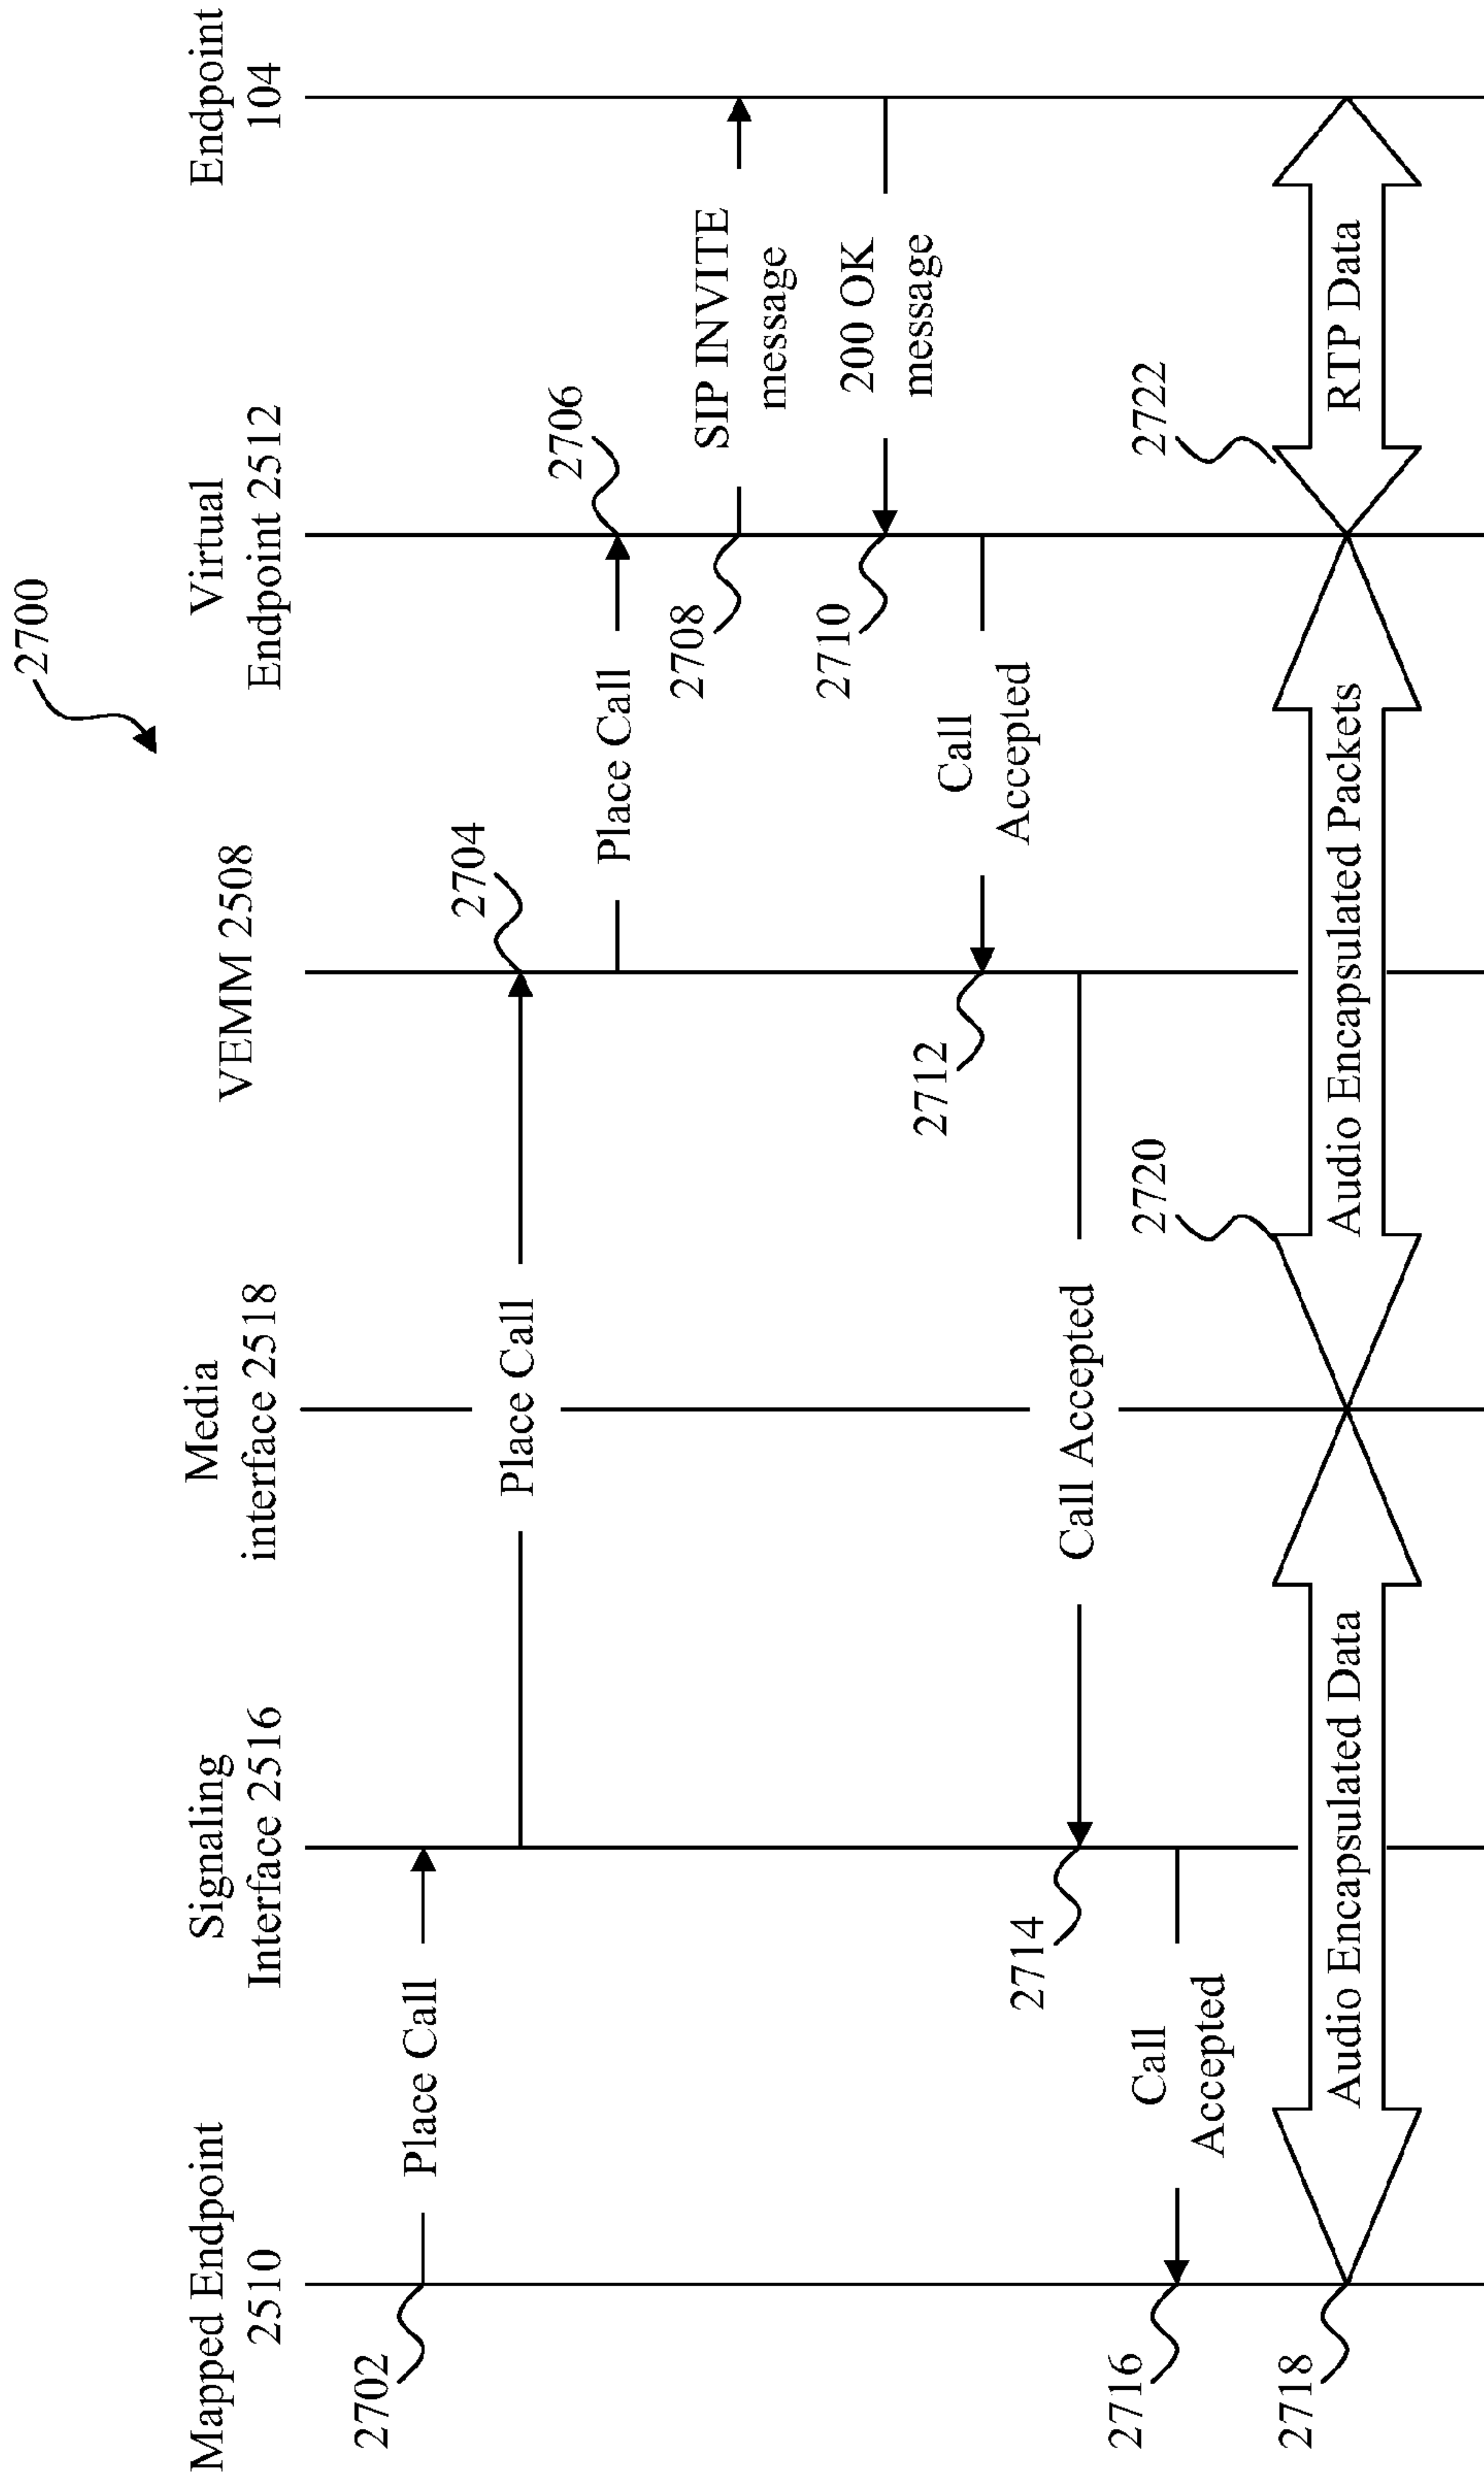 2700
Mapped Endpoint
2510
Signaling
Interface 2516
Media
interface 2518
VEMM 2508
Virtual
Endpoint 2512
Endpoint
104
2702
Place Call
Place Call
2704
Place Call
2706
2708
SIP INVITE
message
2710
200 OK
message
2712
Call
Accepted
2714
Call Accepted
2716
Call
Accepted
2718
2720
2722
Audio Encapsulated Data
Audio Encapsulated Packets
RTP Data